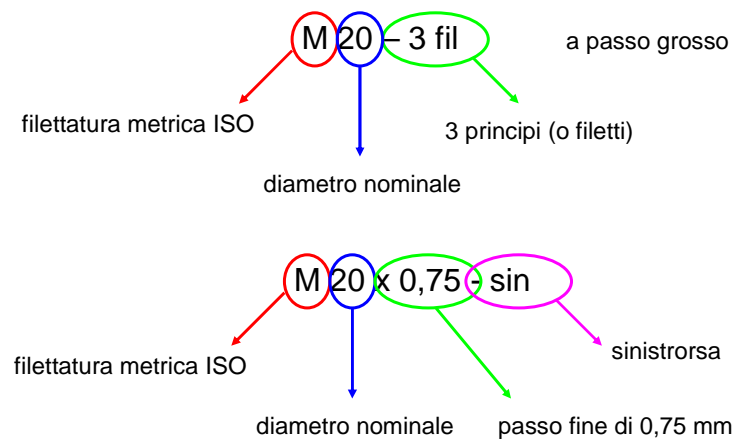 M 20 – 3 fil
a passo grosso
filettatura metrica ISO
3 principi (o filetti)
diametro nominale
M 20 x 0,75 - sin
filettatura metrica ISO
sinistrorsa
diametro nominale
passo fine di 0,75 mm